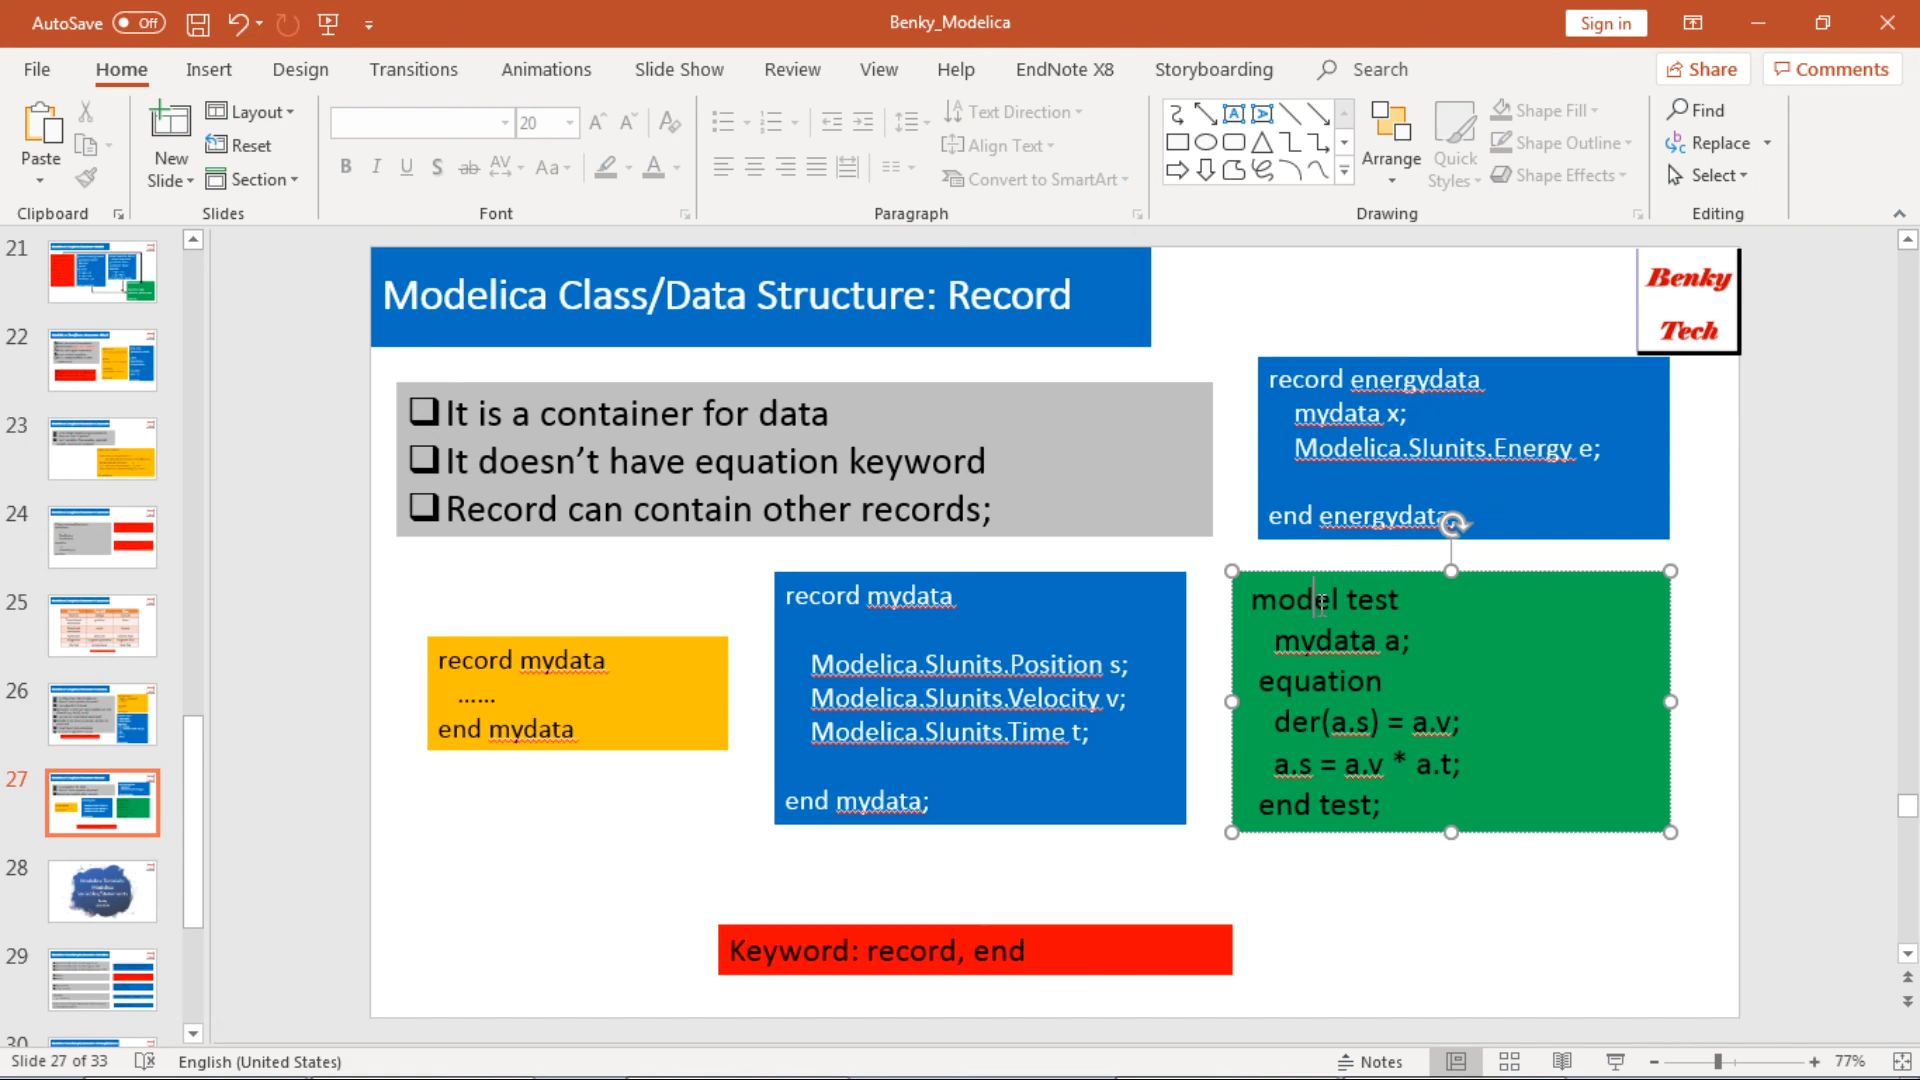 AutoSave Off
Benky_Modelica
Sign in
File Home Insert Design Transitions Animations Slide Show Review View Help EndNote X8 Storyboarding Search
Share Comments
Paste
New
Slide
Layout
Reset
Section
20
B I U S ab AV Aa A
Text Direction
Align Text
Convert to SmartArt
Arrange
Quick
Styles
Shape Fill
Shape Outline
Shape Effects
Find
Replace
Select
Clipboard Slides Font Paragraph Drawing Editing
21
22
23
24
25
26
27
28
29
30
Modelica Class/Data Structure: Record
Benky
Tech
It is a container for data
It doesn't have equation keyword
Record can contain other records;
record energydata
mydata x;
Modelica.SIunits.Energy e;
end energydata
record mydata
......
end mydata
record mydata
Modelica.SIunits.Position s;
Modelica.SIunits.Velocity v;
Modelica.SIunits.Time t;
end mydata;
model test
mydata a;
equation
der(a.s) = a.v;
a.s = a.v * a.t;
end test;
Keyword: record, end
Slide 27 of 33
English (United States)
Notes
77%